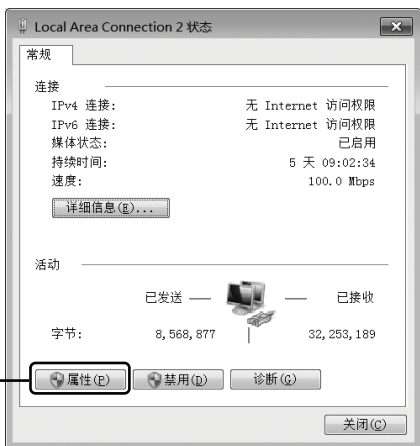 Local Area Connection 2 状态
常规
连接
IPv4 连接: 无 Internet 访问权限
IPv6 连接: 无 Internet 访问权限
媒体状态: 已启用
持续时间: 5 天 09:02:34
速度: 100.0 Mbps
详细信息(E)...
活动
已发送 — — 已接收
字节: 8,568,877 | 32,253,189
属性(P) 禁用(D) 诊断(G)
关闭(C)